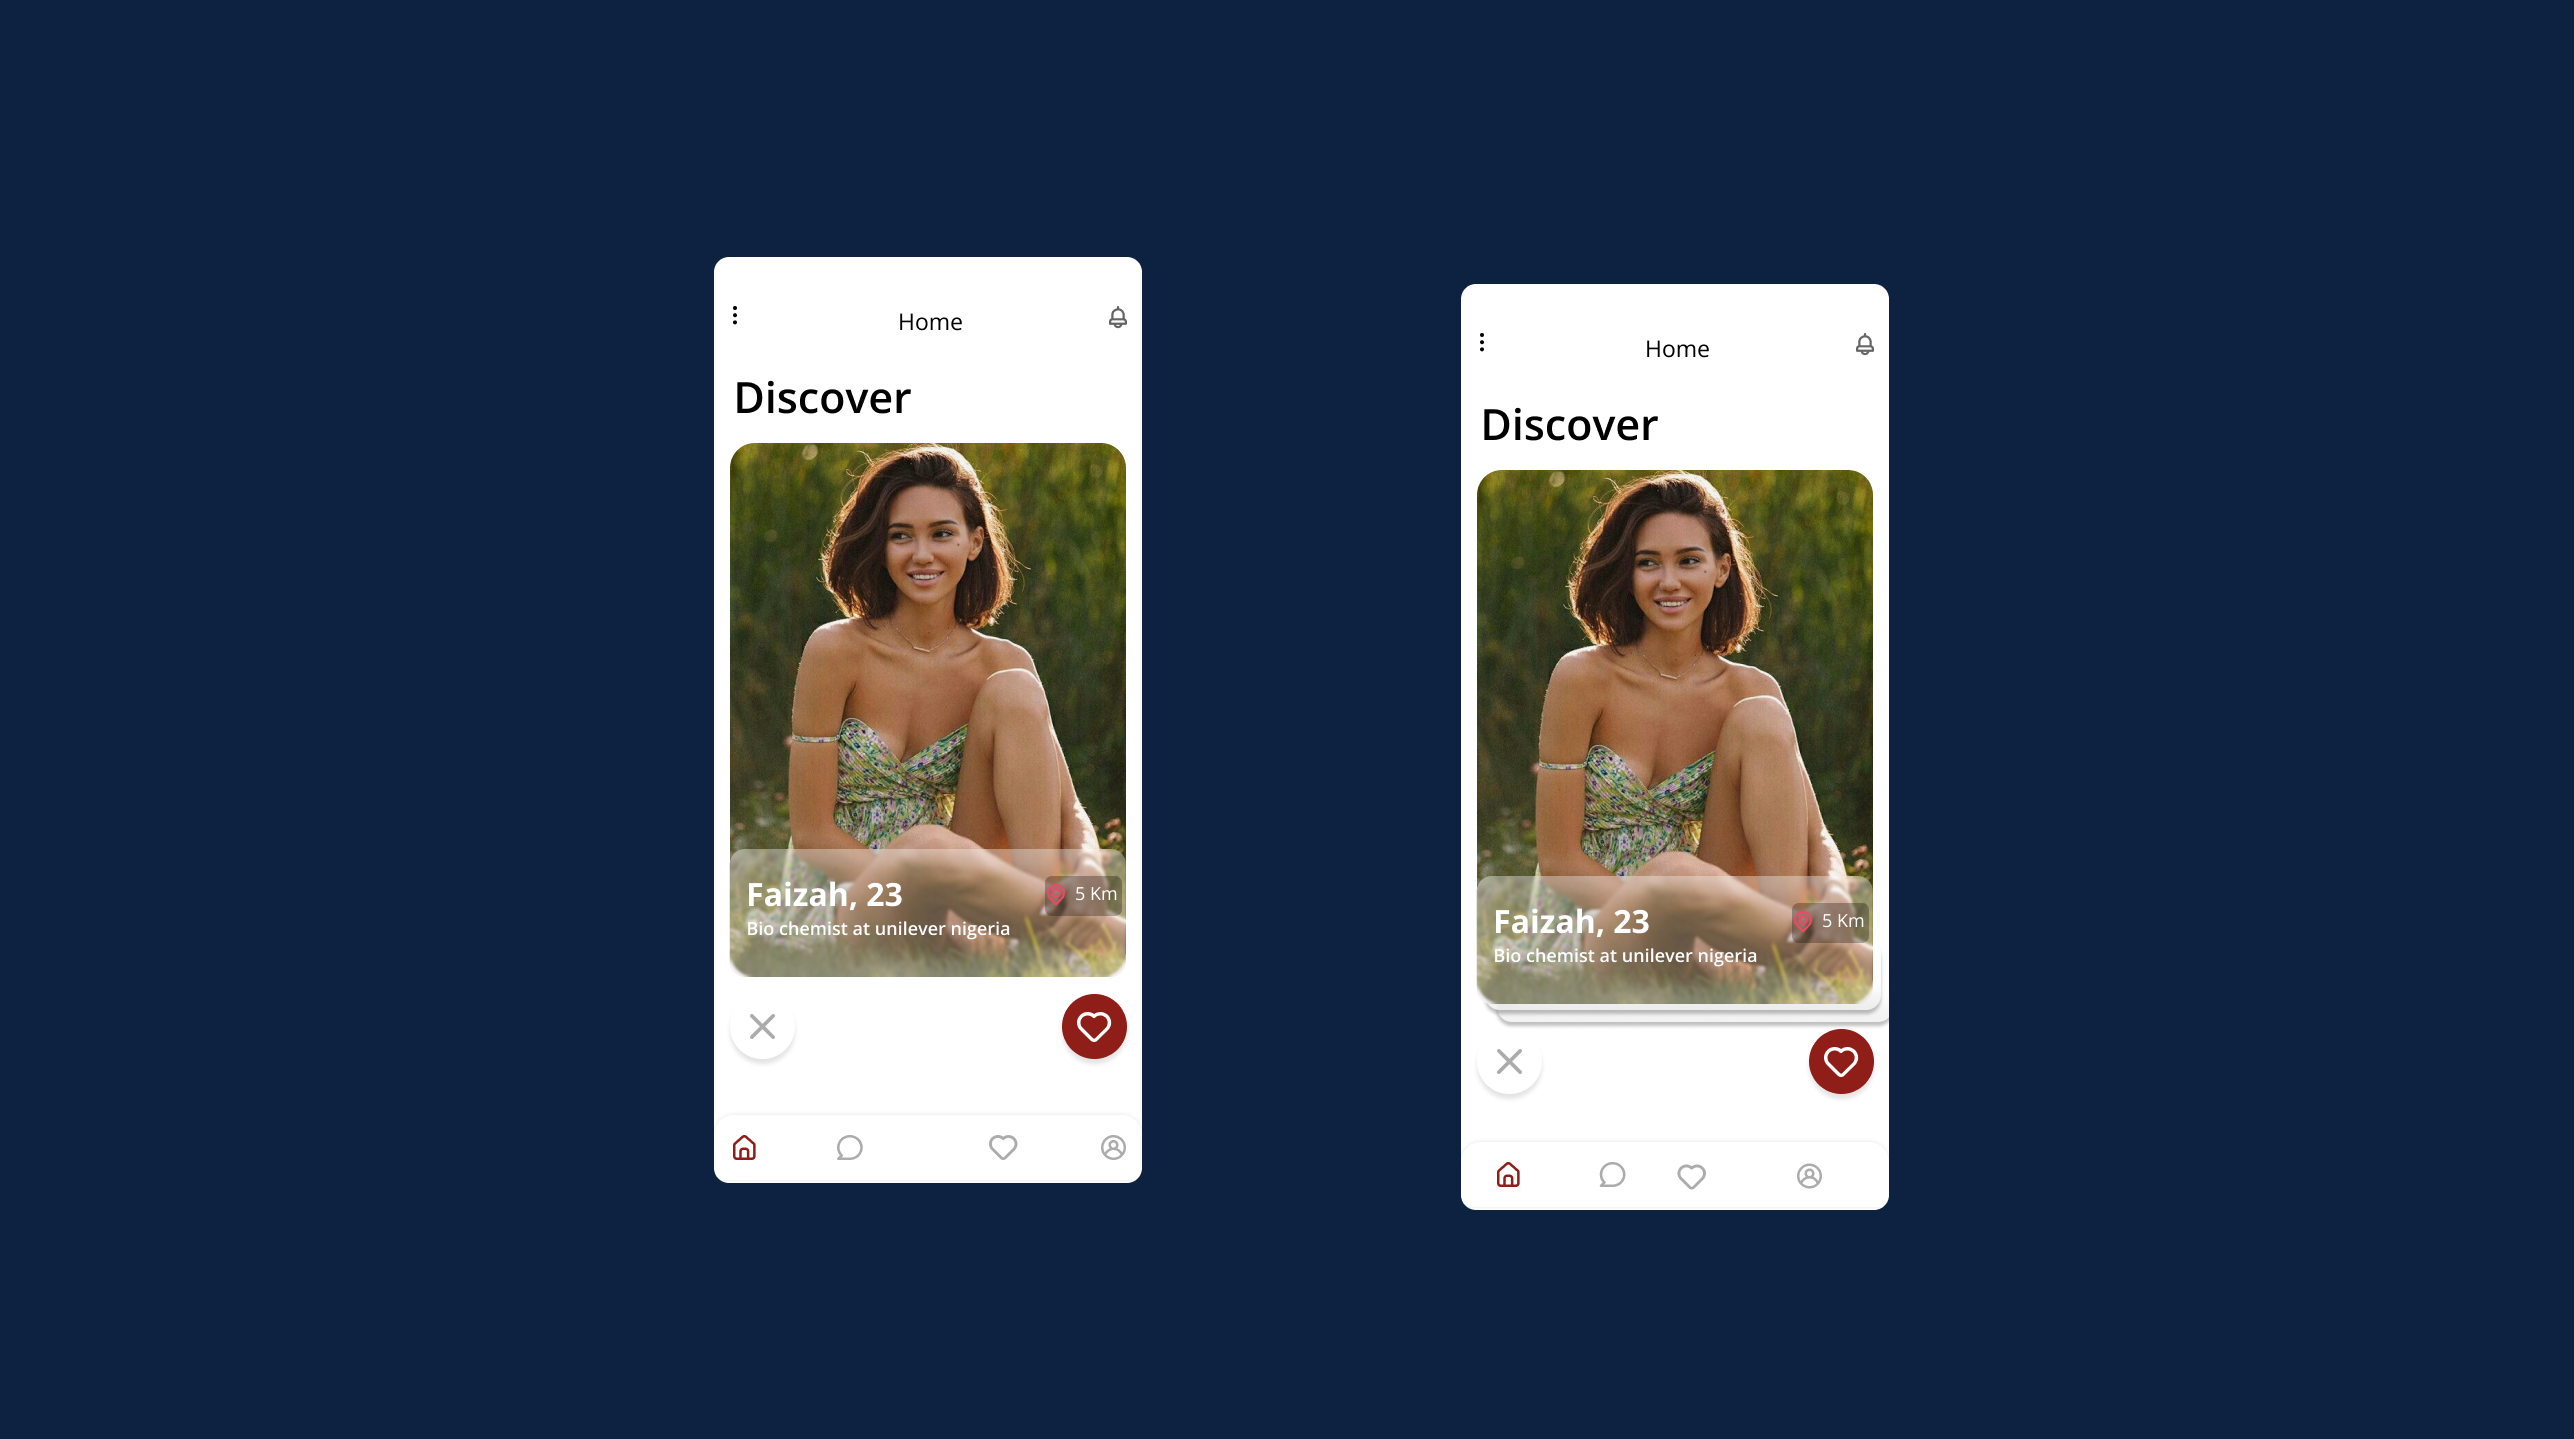 Home
Discover
Faizah, 23
5 Km
Bio chemist at unilever nigeria
Home
Discover
Faizah, 23
5 Km
Bio chemist at unilever nigeria